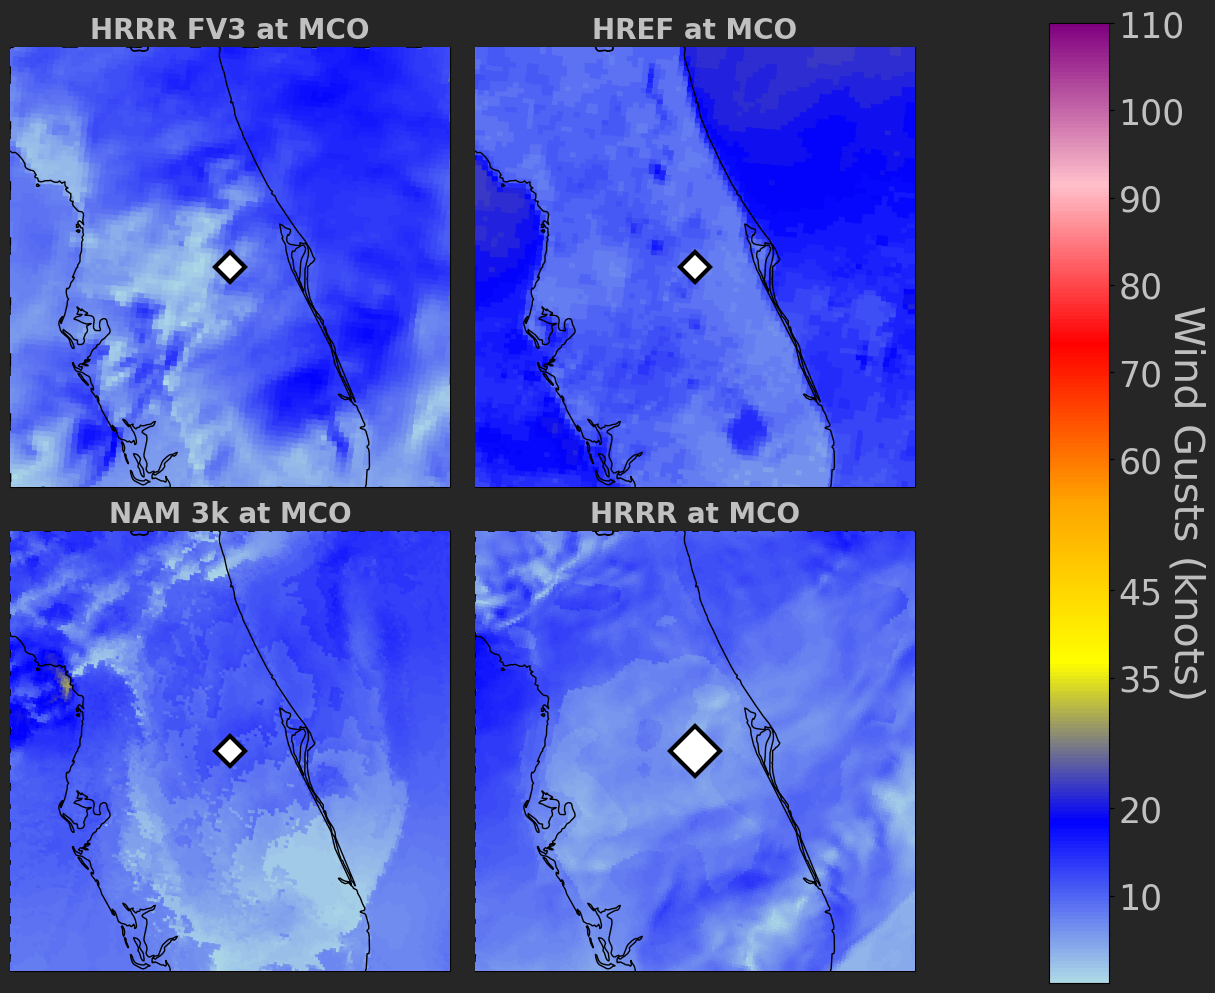 HRRR FV3 at MCO
HREF at MCO
NAM 3k at MCO
HRRR at MCO
110
100
90
80
70
60
45
35
20
10
Wind Gusts (knots)